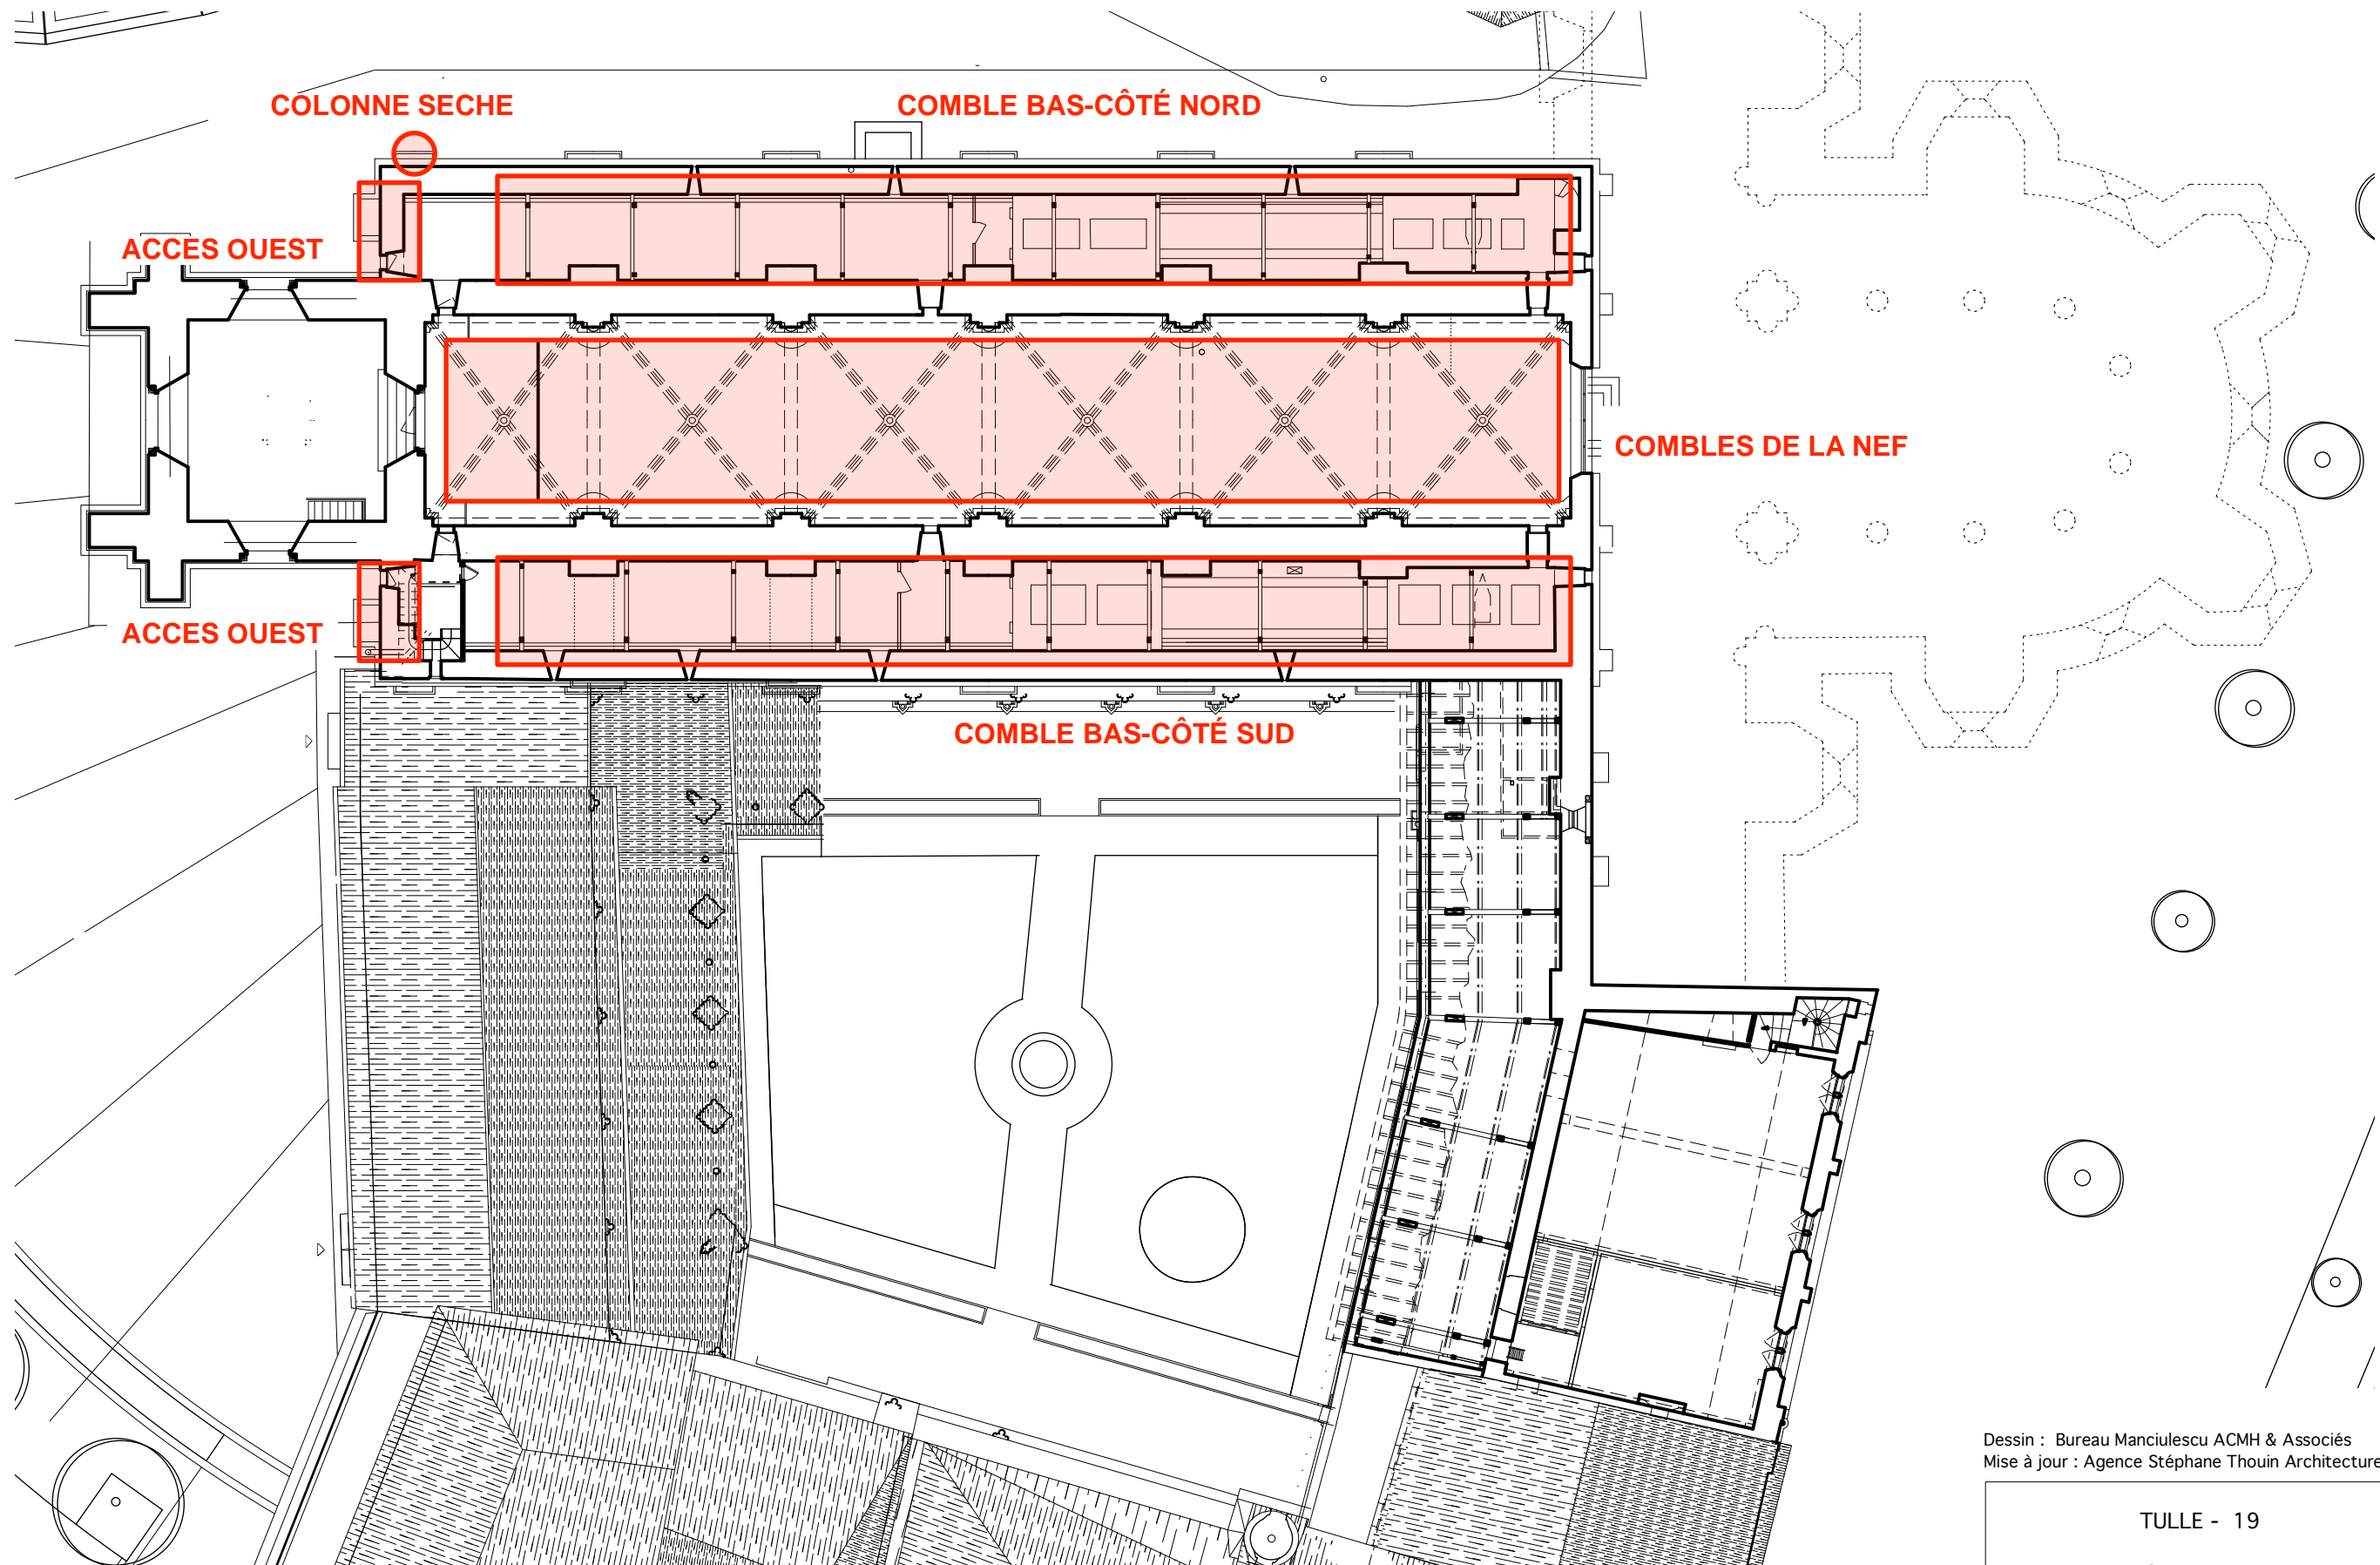 COLONNE SECHE
COMBLE BAS-CÔTÉ NORD
ACCES OUEST
COMBLES DE LA NEF
ACCES OUEST
COMBLE BAS-CÔTÉ SUD
Dessin : Bureau Manciulescu ACMH & Associés
Mise à jour : Agence Stéphane Thouin Architecture
TULLE - 19